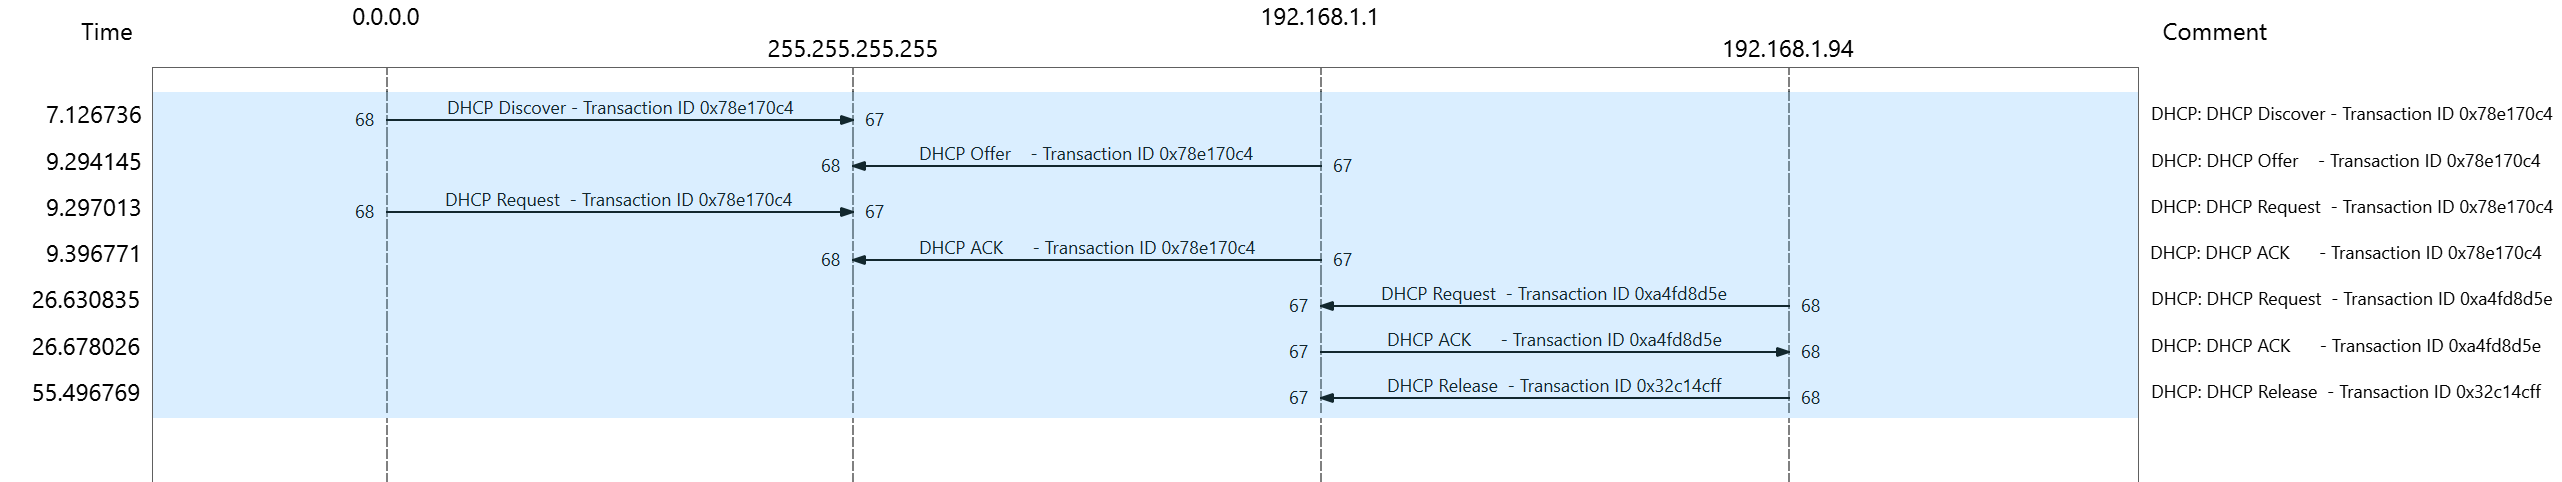 Time 0.0.0.0 192.168.1.1 Comment
255.255.255.255 192.168.1.94
7.126736 68 DHCP Discover - Transaction ID 0x78e170c4 67 DHCP: DHCP Discover - Transaction ID 0x78e170c4
9.294145 68 DHCP Offer - Transaction ID 0x78e170c4 67 DHCP: DHCP Offer - Transaction ID 0x78e170c4
9.297013 68 DHCP Request - Transaction ID 0x78e170c4 67 DHCP: DHCP Request - Transaction ID 0x78e170c4
9.396771 68 DHCP ACK - Transaction ID 0x78e170c4 67 DHCP: DHCP ACK - Transaction ID 0x78e170c4
26.630835 67 DHCP Request - Transaction ID 0xa4fd8d5e 68 DHCP: DHCP Request - Transaction ID 0xa4fd8d5e
26.678026 67 DHCP ACK - Transaction ID 0xa4fd8d5e 68 DHCP: DHCP ACK - Transaction ID 0xa4fd8d5e
55.496769 67 DHCP Release - Transaction ID 0x32c14cff 68 DHCP: DHCP Release - Transaction ID 0x32c14cff